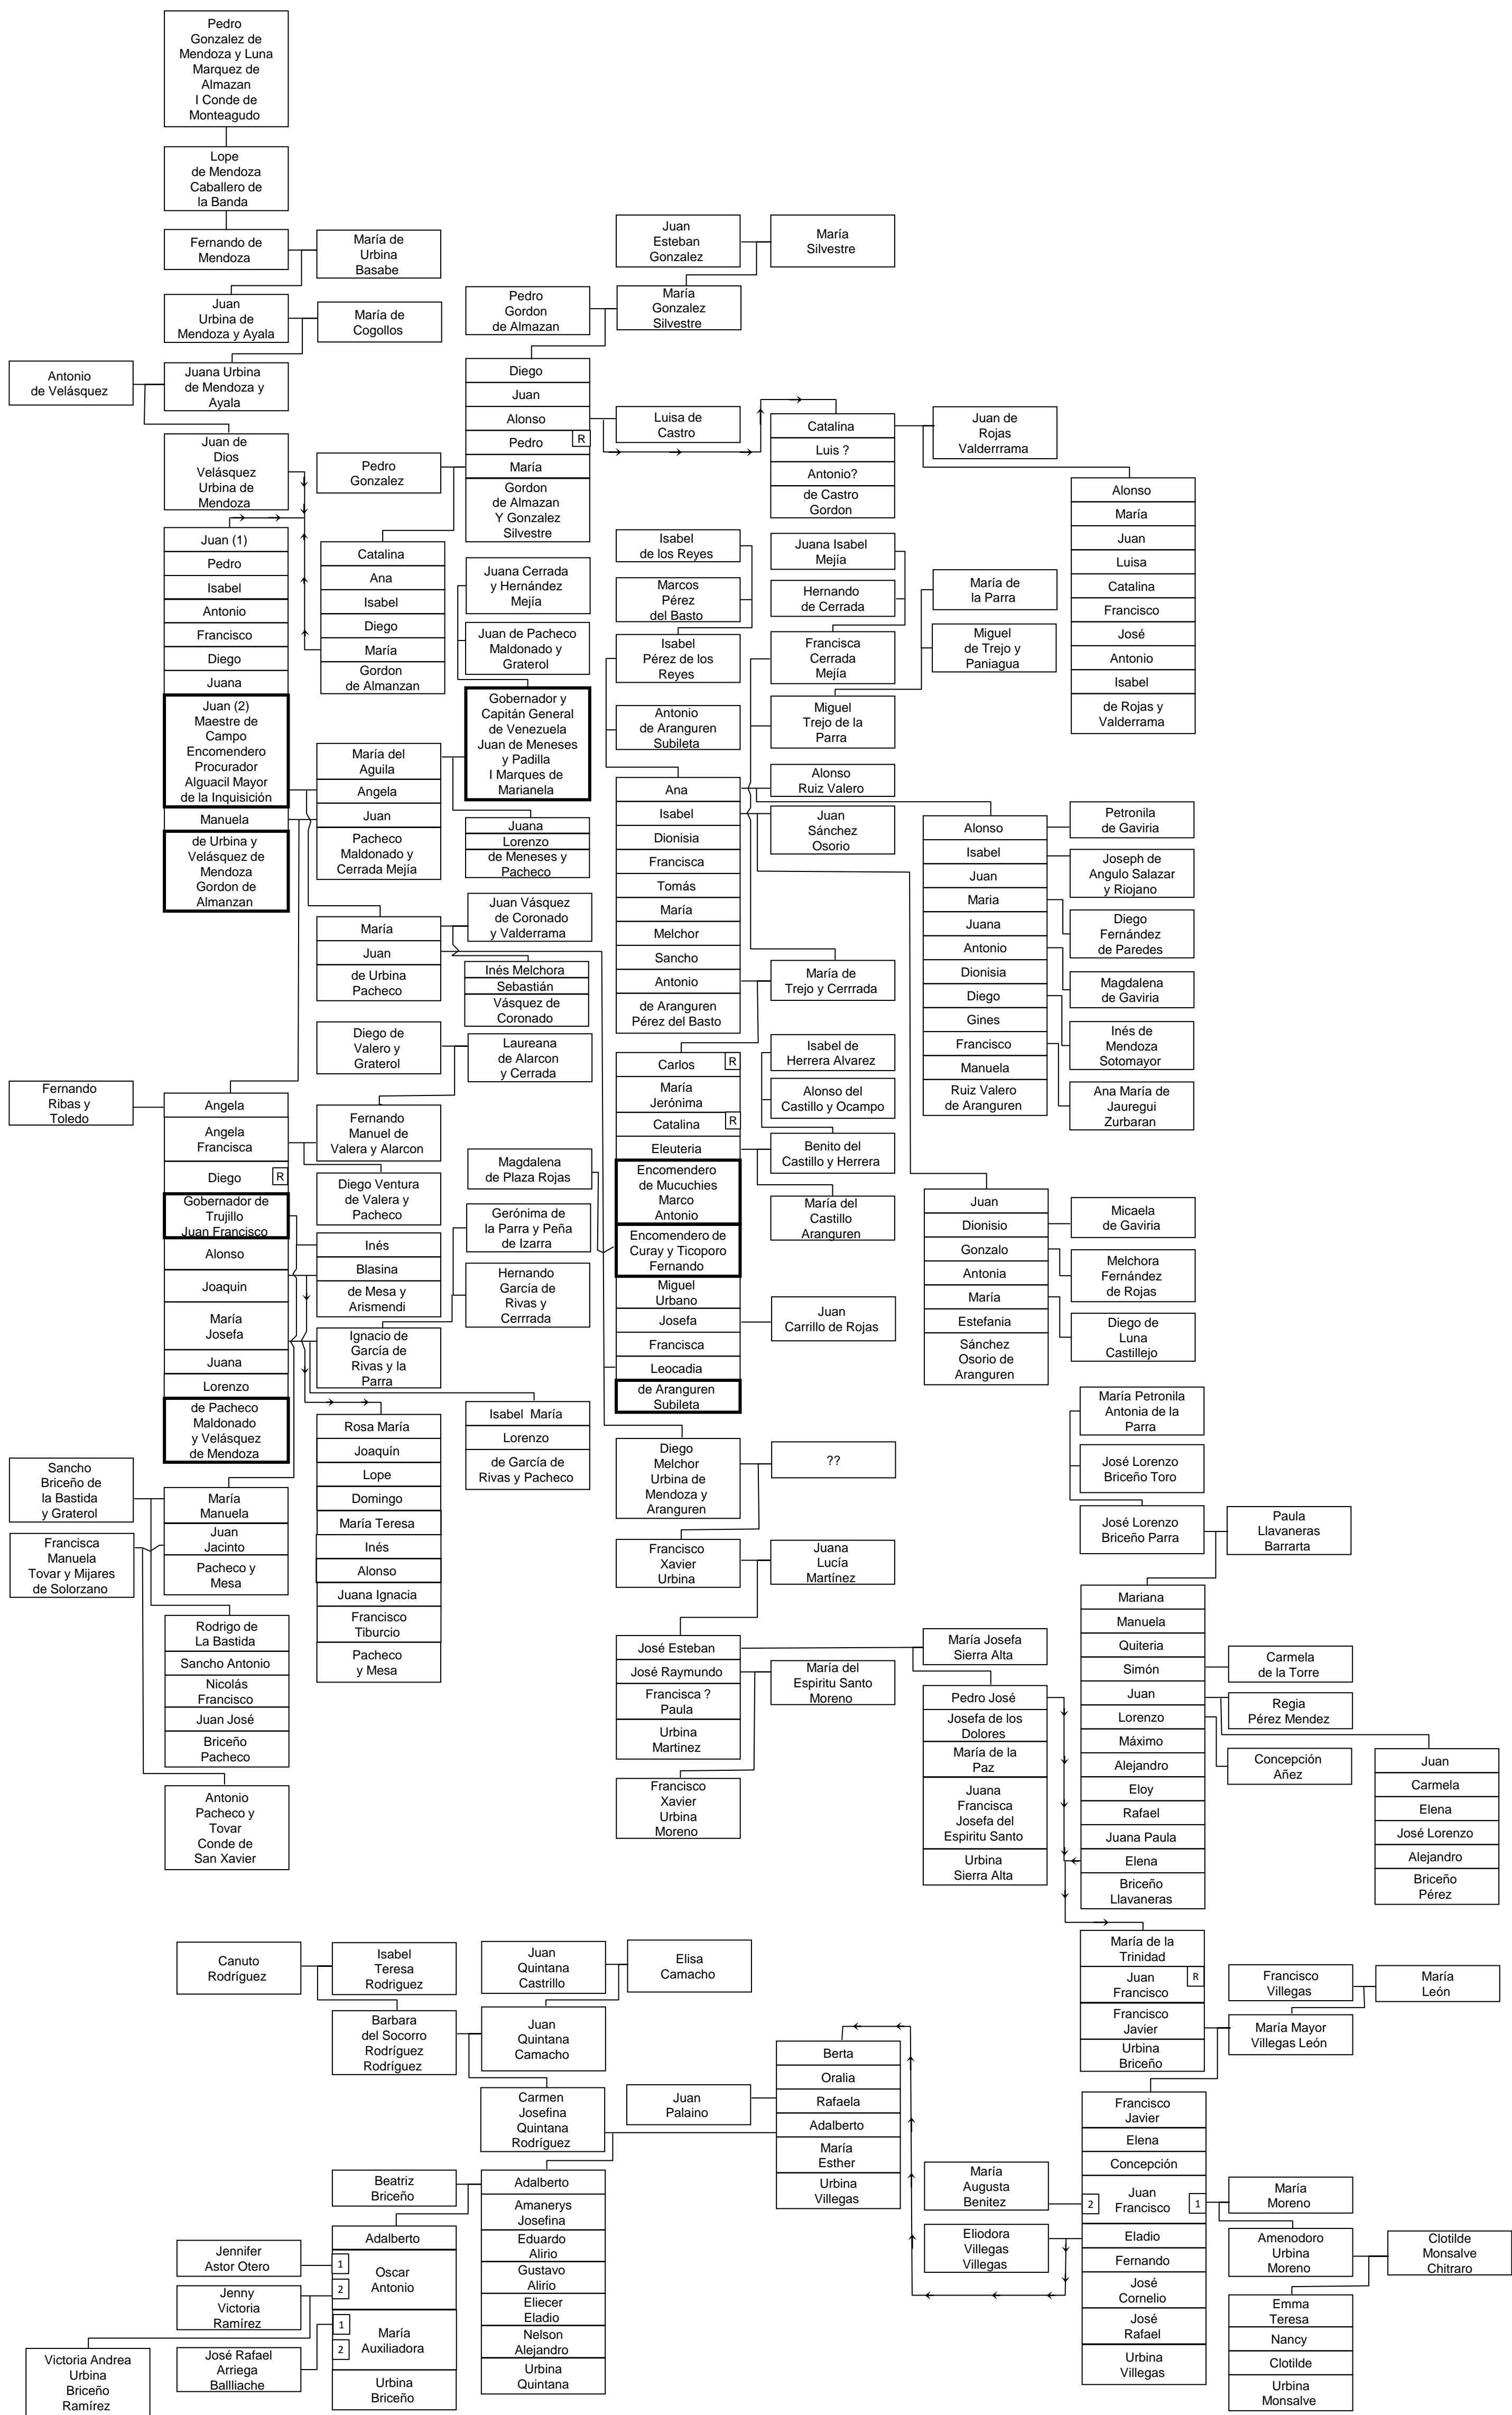 Pedro
Gonzalez de
Mendoza y Luna
Marquez de
Almazan
I Conde de
Monteagudo
Lope
de Mendoza
Caballero de
la Banda
Fernando de
Mendoza
María de
Urbina
Basabe
Juan
Esteban
Gonzalez
María
Silvestre
Juan
Urbina de
Mendoza y Ayala
María de
Cogollos
Pedro
Gordon
de Almazan
María
Gonzalez
Silvestre
Antonio
de Velásquez
Juana Urbina
de Mendoza y
Ayala
Diego
Juan
Alonso
Pedro
R
María
Gordon
de Almazan
Y Gonzalez
Silvestre
Luisa de
Castro
Catalina
Luis ?
Antonio?
de Castro
Gordon
Juan de
Rojas
Valderrrama
Juan de
Dios
Velásquez
Urbina de
Mendoza
Pedro
Gonzalez
Alonso
María
Juan
Luisa
Catalina
Francisco
José
Antonio
Isabel
de Rojas y
Valderrama
Juan (1)
Pedro
Isabel
Antonio
Francisco
Diego
Juana
Juan (2)
Maestre de
Campo
Encomendero
Procurador
Alguacil Mayor
de la Inquisición
Manuela
de Urbina y
Velásquez de
Mendoza
Gordon de
Almanzan
Catalina
Ana
Isabel
Diego
María
Gordon
de Almanzan
Juana Cerrada
y Hernández
Mejía
Juan de Pacheco
Maldonado y
Graterol
Gobernador y
Capitán General
de Venezuela
Juan de Meneses
y Padilla
I Marques de
Marianela
Isabel
de los Reyes
Marcos
Pérez
del Basto
Isabel
Pérez de los
Reyes
Antonio
de Aranguren
Subileta
Juana Isabel
Mejía
Hernando
de Cerrada
Francisca
Cerrada
Mejía
Miguel
Trejo de la
Parra
María de
la Parra
Miguel
de Trejo y
Paniagua
María del
Aguila
Angela
Juan
Pacheco
Maldonado y
Cerrada Mejía
Juana
Lorenzo
de Meneses y
Pacheco
Ana
Isabel
Dionisia
Francisca
Tomás
María
Melchor
Sancho
Antonio
de Aranguren
Pérez del Basto
Alonso
Ruiz Valero
Juan
Sánchez
Osorio
María de
Trejo y Cerrrada
Alonso
Isabel
Juan
Maria
Juana
Antonio
Dionisia
Diego
Gines
Francisco
Manuela
Ruiz Valero
de Aranguren
Petronila
de Gaviria
Joseph de
Angulo Salazar
y Riojano
Diego
Fernández
de Paredes
Magdalena
de Gaviria
Inés de
Mendoza
Sotomayor
Ana María de
Jauregui
Zurbaran
María
Juan
de Urbina
Pacheco
Juan Vásquez
de Coronado
y Valderrama
Inés Melchora
Sebastián
Vásquez de
Coronado
Diego de
Valero y
Graterol
Laureana
de Alarcon
y Cerrada
Fernando
Ribas y
Toledo
Angela
Angela
Francisca
Diego
R
Gobernador de
Trujillo
Juan Francisco
Alonso
Joaquin
María
Josefa
Juana
Lorenzo
de Pacheco
Maldonado
y Velásquez
de Mendoza
Fernando
Manuel de
Valera y Alarcon
Diego Ventura
de Valera y
Pacheco
Inés
Blasina
de Mesa y
Arismendi
Ignacio de
García de
Rivas y la
Parra
Magdalena
de Plaza Rojas
Gerónima de
la Parra y Peña
de Izarra
Hernando
García de
Rivas y
Cerrrada
Carlos
R
María
Jerónima
Catalina
R
Eleuteria
Encomendero
de Mucuchies
Marco
Antonio
Encomendero de
Curay y Ticoporo
Fernando
Miguel
Urbano
Josefa
Francisca
Leocadia
de Aranguren
Subileta
Isabel de
Herrera Alvarez
Alonso del
Castillo y Ocampo
Benito del
Castillo y Herrera
María del
Castillo
Aranguren
Juan
Carrillo de Rojas
Juan
Dionisio
Gonzalo
Antonia
María
Estefania
Sánchez
Osorio de
Aranguren
Micaela
de Gaviria
Melchora
Fernández
de Rojas
Diego de
Luna
Castillejo
Rosa María
Joaquín
Lope
Domingo
María Teresa
Inés
Alonso
Juana Ignacia
Francisco
Tiburcio
Pacheco
y Mesa
Isabel María
Lorenzo
de García de
Rivas y Pacheco
Diego
Melchor
Urbina de
Mendoza y
Aranguren
??
María Petronila
Antonia de la
Parra
José Lorenzo
Briceño Toro
José Lorenzo
Briceño Parra
Paula
Llavaneras
Barrarta
Sancho
Briceño de
la Bastida
y Graterol
Francisca
Manuela
Tovar y Mijares
de Solorzano
María
Manuela
Juan
Jacinto
Pacheco y
Mesa
Rodrigo de
La Bastida
Sancho Antonio
Nicolás
Francisco
Juan José
Briceño
Pacheco
Antonio
Pacheco y
Tovar
Conde de
San Xavier
Francisco
Xavier
Urbina
Juana
Lucía
Martínez
José Esteban
José Raymundo
Francisca ?
Paula
Urbina
Martinez
María del
Espiritu Santo
Moreno
Francisco
Xavier
Urbina
Moreno
María Josefa
Sierra Alta
Pedro José
Josefa de los
Dolores
María de la
Paz
Juana
Francisca
Josefa del
Espiritu Santo
Urbina
Sierra Alta
Mariana
Manuela
Quiteria
Simón
Juan
Lorenzo
Máximo
Alejandro
Eloy
Rafael
Juana Paula
Elena
Briceño
Llavaneras
Carmela
de la Torre
Regia
Pérez Mendez
Concepción
Añez
Juan
Carmela
Elena
José Lorenzo
Alejandro
Briceño
Pérez
María de la
Trinidad
Juan
Francisco
R
Francisco
Javier
Urbina
Briceño
Francisco
Villegas
María
León
María Mayor
Villegas León
Canuto
Rodríguez
Isabel
Teresa
Rodriguez
Juan
Quintana
Castrillo
Elisa
Camacho
Barbara
del Socorro
Rodríguez
Rodríguez
Juan
Quintana
Camacho
Carmen
Josefina
Quintana
Rodríguez
Juan
Palaino
Berta
Oralia
Rafaela
Adalberto
María
Esther
Urbina
Villegas
Francisco
Javier
Elena
Concepción
2
Juan
Francisco
1
Eladio
Fernando
José
Cornelio
José
Rafael
Urbina
Villegas
María
Augusta
Benitez
Eliodora
Villegas
Villegas
María
Moreno
Amenodoro
Urbina
Moreno
Clotilde
Monsalve
Chitraro
Emma
Teresa
Nancy
Clotilde
Urbina
Monsalve
Beatriz
Briceño
Adalberto
Amanerys
Josefina
Eduardo
Alirio
Gustavo
Alirio
Eliecer
Eladio
Nelson
Alejandro
Urbina
Quintana
Adalberto
1
2
Oscar
Antonio
1
2
María
Auxiliadora
Urbina
Briceño
Jennifer
Astor Otero
Jenny
Victoria
Ramírez
José Rafael
Arriega
Ballliache
Victoria Andrea
Urbina
Briceño
Ramírez